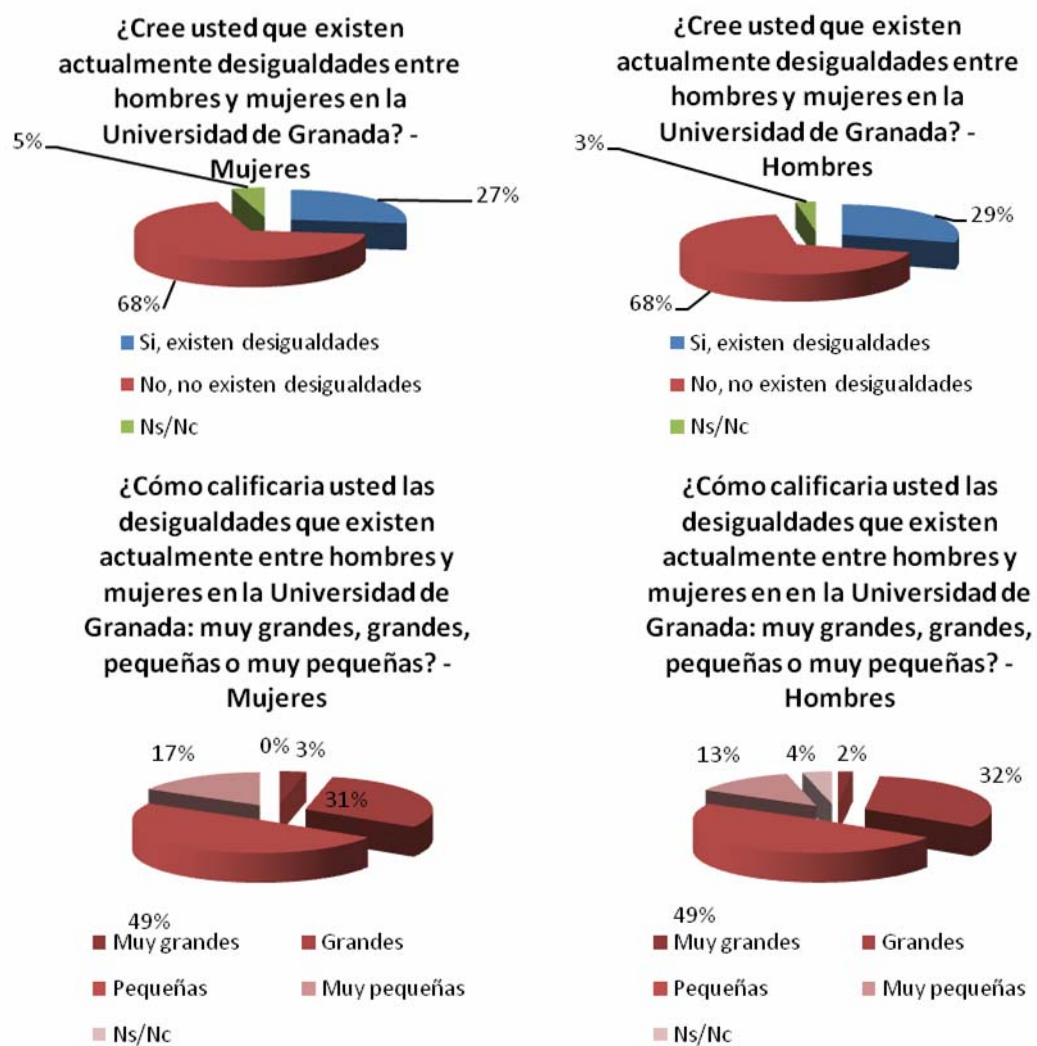 ¿Cree usted que existen
actualmente desigualdades entre
hombres y mujeres en la
Universidad de Granada? -
Mujeres
5%
27%
68%
Si, existen desigualdades
No, no existen desigualdades
Ns/Nc
¿Cree usted que existen
actualmente desigualdades entre
hombres y mujeres en la
Universidad de Granada? -
Hombres
3%
29%
68%
Si, existen desigualdades
No, no existen desigualdades
Ns/Nc
¿Cómo calificaria usted las
desigualdades que existen
actualmente entre hombres y
mujeres en la Universidad de
Granada: muy grandes, grandes,
pequeñas o muy pequeñas? -
Mujeres
17%
0%
3%
31%
49%
Muy grandes
Grandes
Pequeñas
Muy pequeñas
Ns/Nc
¿Cómo calificaria usted las
desigualdades que existen
actualmente entre hombres y
mujeres en en la Universidad de
Granada: muy grandes, grandes,
pequeñas o muy pequeñas? -
Hombres
13%
4%
2%
32%
49%
Muy grandes
Grandes
Pequeñas
Muy pequeñas
Ns/Nc